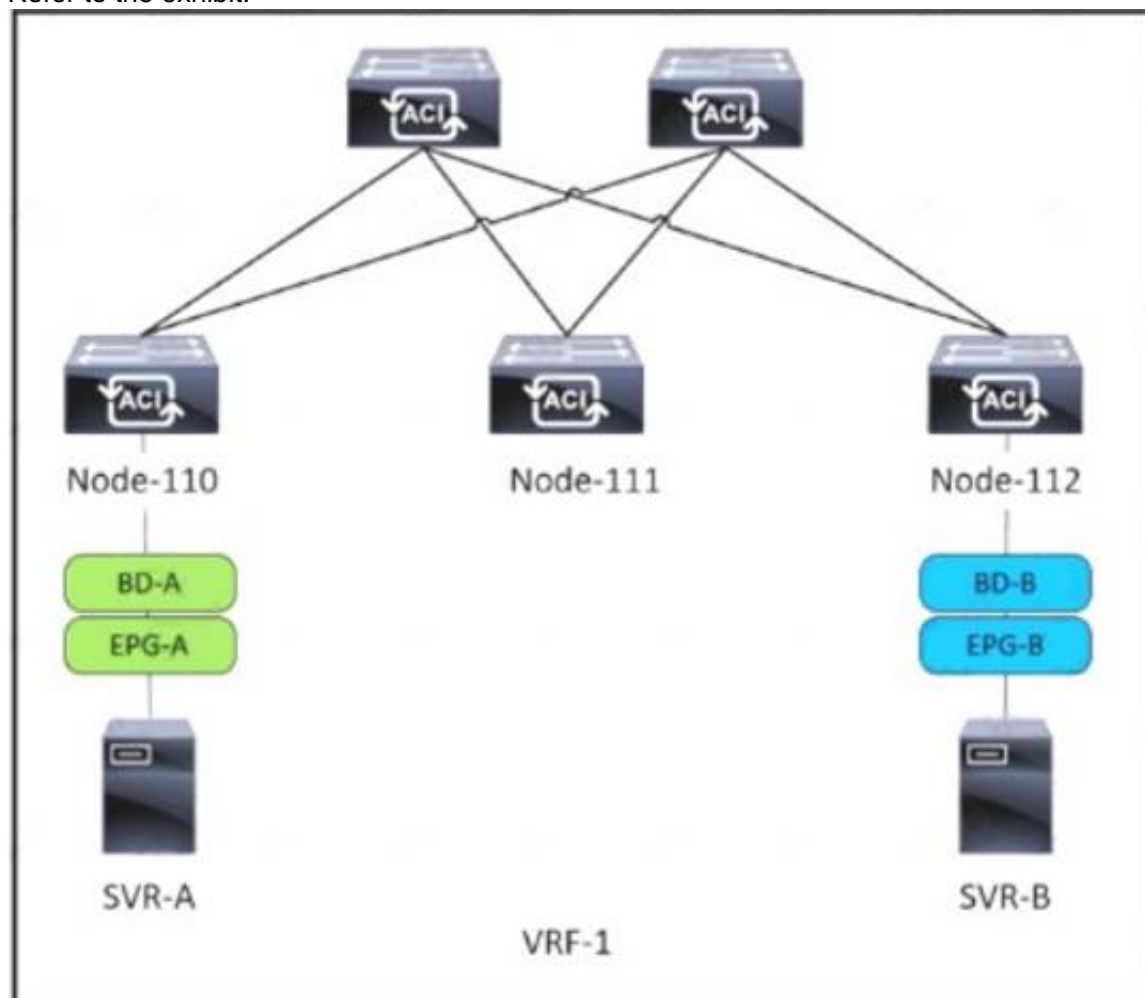 Refer to the exhibit.
ACI ACI
ACI ACI ACI
Node-110 Node-111 Node-112
BD-A BD-B
EPG-A EPG-B
SVR-A SVR-B
VRF-1